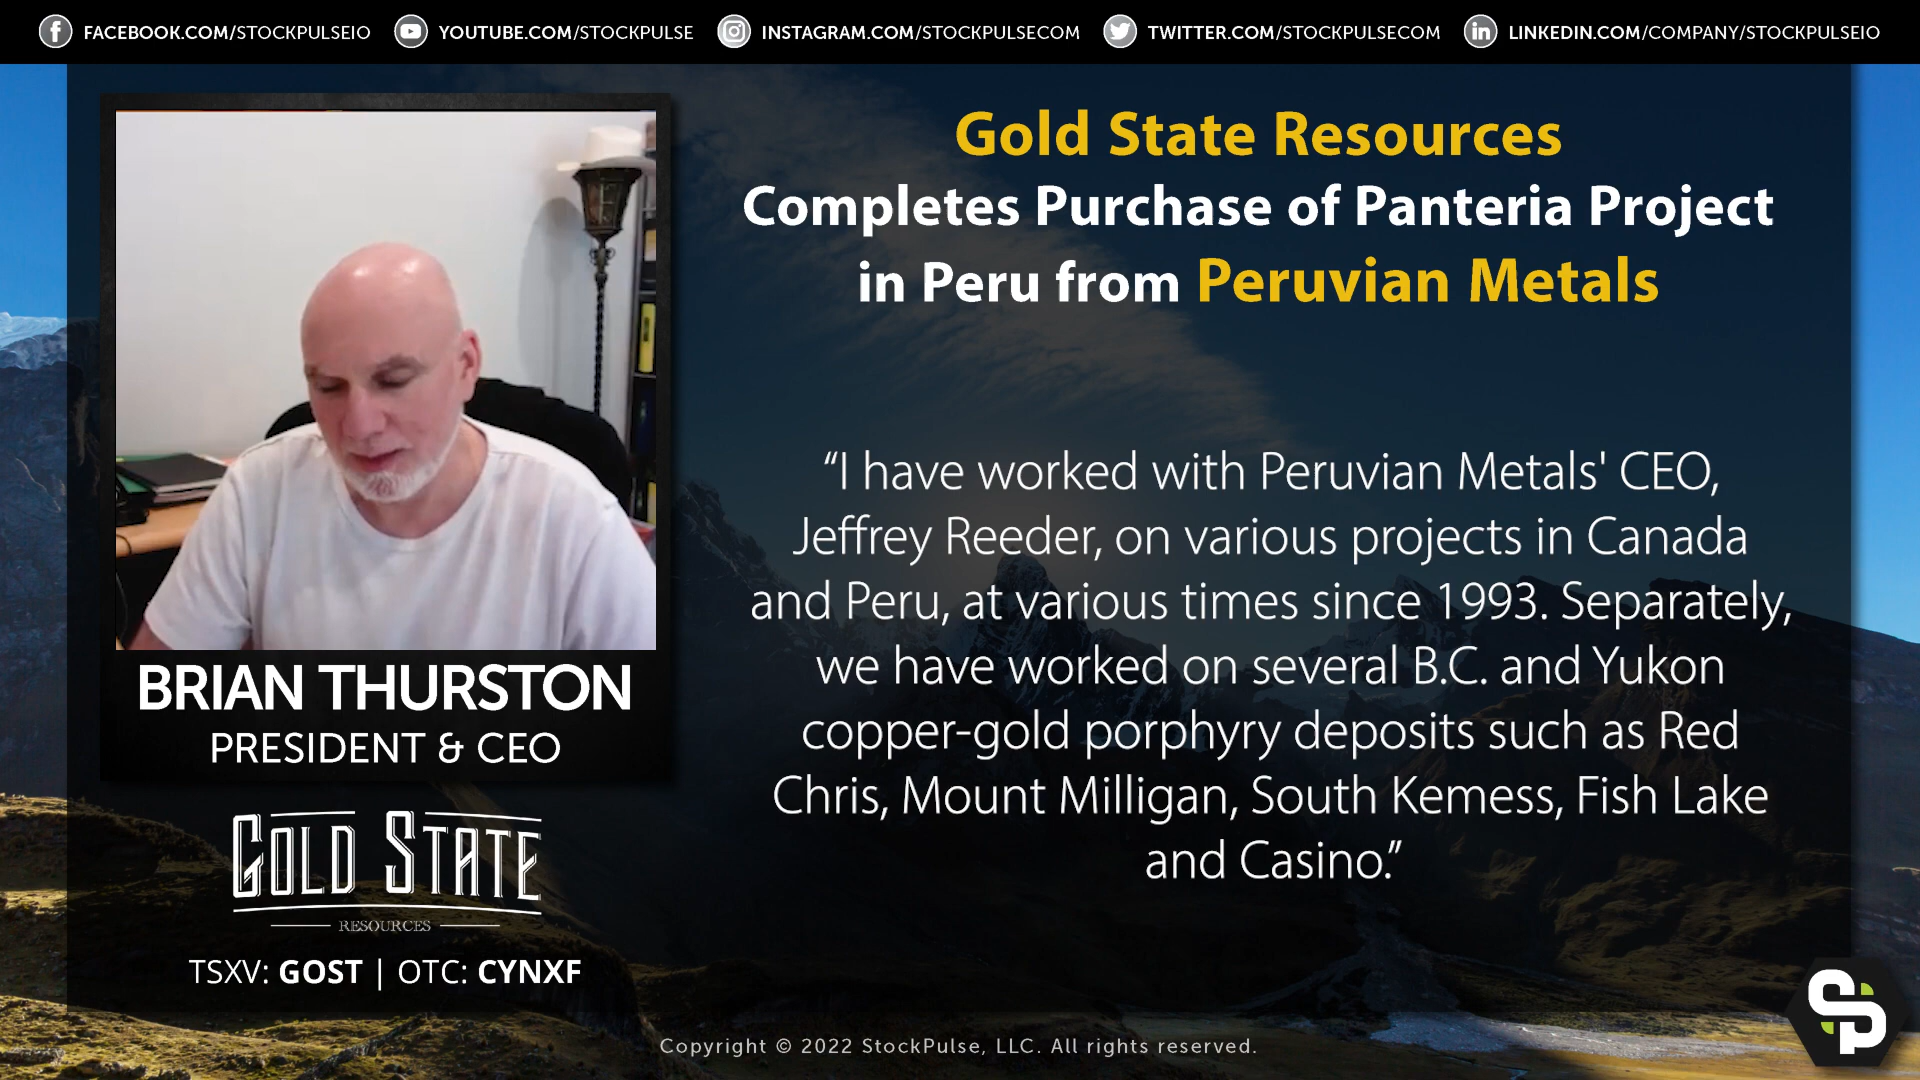 FACEBOOK.COM/STOCKPULSEIO YOUTUBE.COM/STOCKPULSE INSTAGRAM.COM/STOCKPULSECOM TWITTER.COM/STOCKPULSECOM LINKEDIN.COM/COMPANY/STOCKPULSEIO
Gold State Resources
Completes Purchase of Panteria Project
in Peru from Peruvian Metals
“I have worked with Peruvian Metals' CEO,
Jeffrey Reeder, on various projects in Canada
and Peru, at various times since 1993. Separately,
we have worked on several B.C. and Yukon
copper-gold porphyry deposits such as Red
Chris, Mount Milligan, South Kemess, Fish Lake
and Casino.”
BRIAN THURSTON
PRESIDENT & CEO
GOLD STATE
RESOURCES
TSXV: GOST | OTC: CYNXF
Copyright © 2022 StockPulse, LLC. All rights reserved.
SP